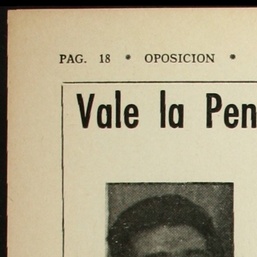 PAG. 18 * OPOSICION *
Vale la Pen